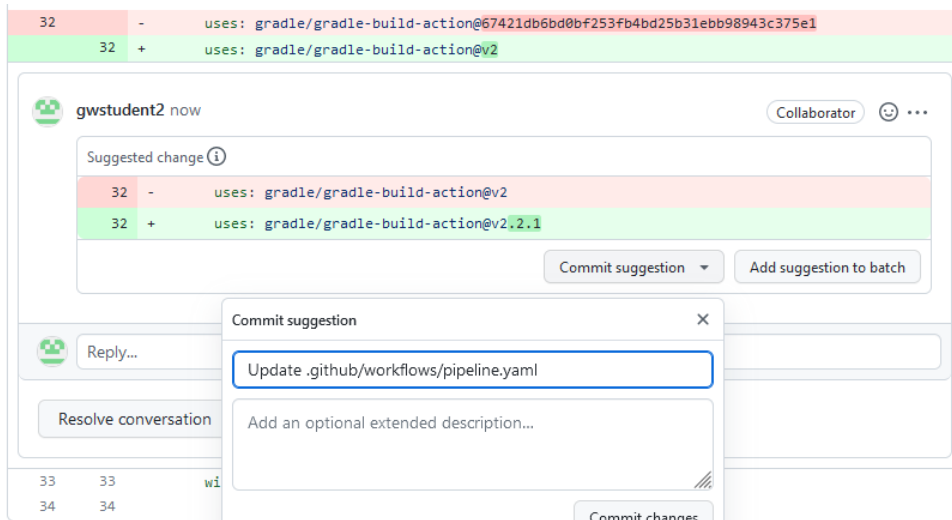 32 - uses: gradle/gradle-build-action@67421db6bd0bf253fb4bd25b31ebb98943c375e1
32 + uses: gradle/gradle-build-action@v2
gwstudent2 now Collaborator
Suggested change
32 - uses: gradle/gradle-build-action@v2
32 + uses: gradle/gradle-build-action@v2.2.1
Commit suggestion Add suggestion to batch
Commit suggestion
Reply...
Update .github/workflows/pipeline.yaml
Resolve conversation
Add an optional extended description...
33 33 wi
34 34
Commit changes